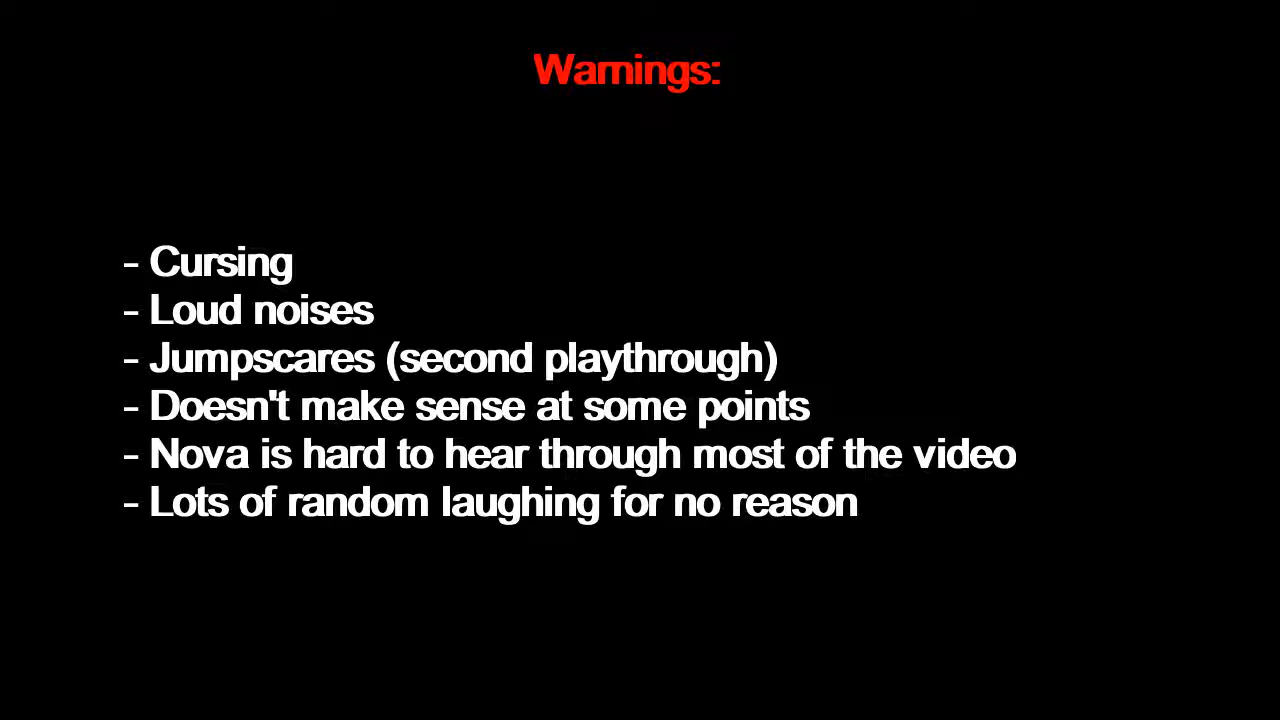 Warnings:
- Cursing
- Loud noises
- Jumpscares (second playthrough)
- Doesn't make sense at some points
- Nova is hard to hear through most of the video
- Lots of random laughing for no reason